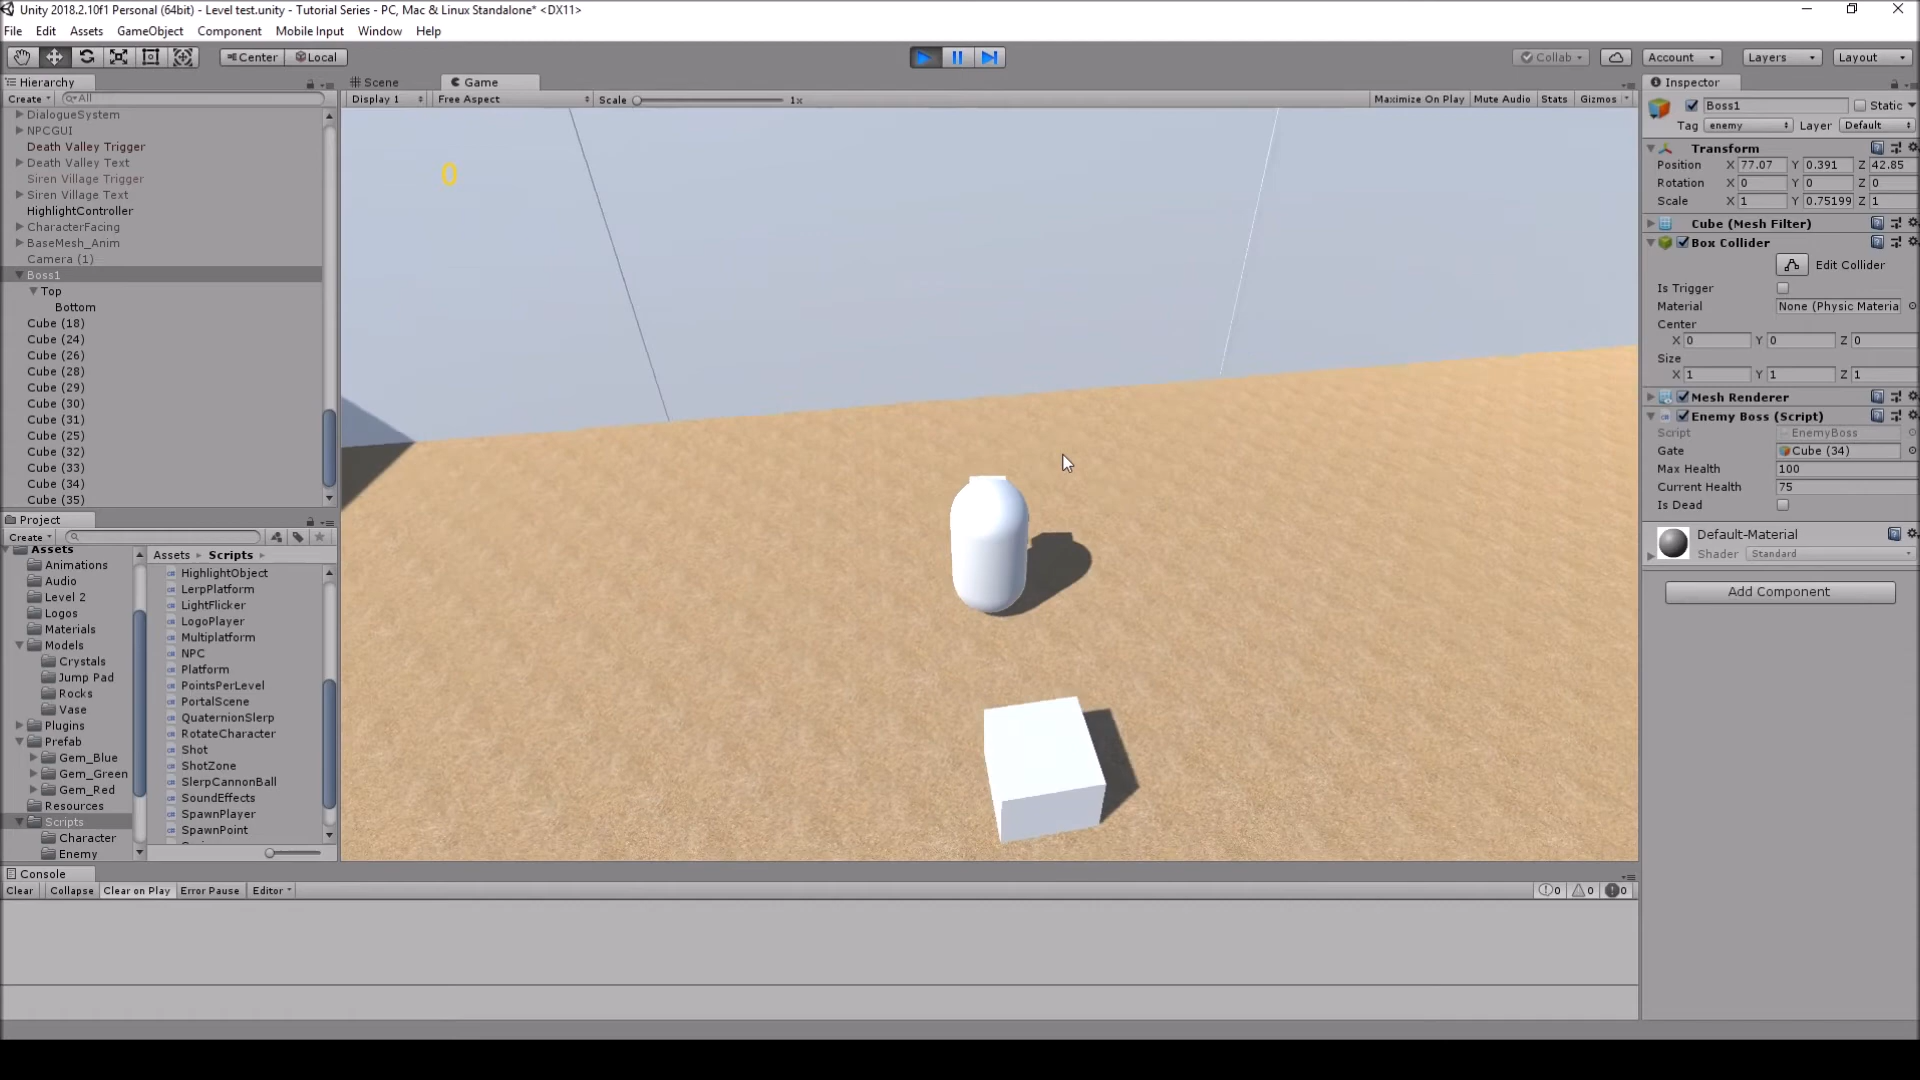 Unity 2018.2.10f1 Personal (64bit) - Level test.unity - Tutorial Series - PC, Mac & Linux Standalone* <DX11>
File Edit Assets GameObject Component Mobile Input Window Help
Center Local Collab Account Layers Layout
Hierarchy
Create All
DialogueSystem
NPCGUI
Death Valley Trigger
Death Valley Text
Siren Village Trigger
Siren Village Text
HighlightController
CharacterFacing
BaseMesh_Anim
Camera (1)
Boss1
Top
Bottom
Cube (18)
Cube (24)
Cube (26)
Cube (28)
Cube (29)
Cube (30)
Cube (31)
Cube (25)
Cube (32)
Cube (33)
Cube (34)
Cube (35)
Scene Game
Display 1 Free Aspect Scale 1x Maximize On Play Mute Audio Stats Gizmos
0
Inspector
Boss1 Static
Tag enemy Layer Default
Transform
Position X 77.07 Y 0.391 Z 42.85
Rotation X 0 Y 0 Z 0
Scale X 1 Y 0.75199 Z 1
Cube (Mesh Filter)
Box Collider
Edit Collider
Is Trigger
Material None (Physic Materia
Center
X 0 Y 0 Z 0
Size
X 1 Y 1 Z 1
Mesh Renderer
Enemy Boss (Script)
Script EnemyBoss
Gate Cube (34)
Max Health 100
Current Health 75
Is Dead
Default-Material
Shader Standard
Add Component
Project
Create
Assets
Animations
Audio
Level 2
Logos
Materials
Models
Crystals
Jump Pad
Rocks
Vase
Plugins
Prefab
Gem_Blue
Gem_Green
Gem_Red
Resources
Scripts
Character
Enemy
Assets Scripts
HighlightObject
LerpPlatform
LightFlicker
LogoPlayer
Multiplatform
NPC
Platform
PointsPerLevel
PortalScene
QuaternionSlerp
RotateCharacter
Shot
ShotZone
SlerpCannonBall
SoundEffects
SpawnPlayer
SpawnPoint
Console
Clear Collapse Clear on Play Error Pause Editor 0 0 0